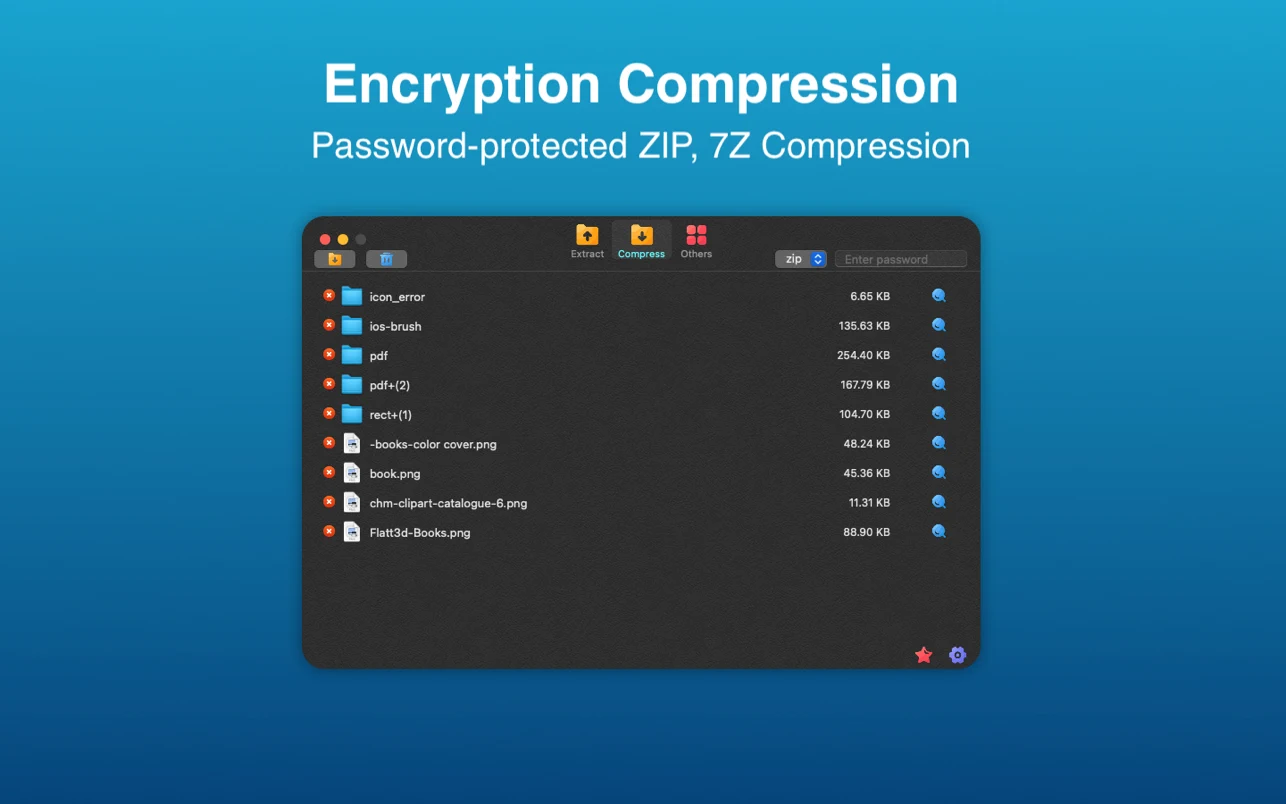 Encryption Compression
Password-protected ZIP, 7Z Compression
Extract
Compress
Others
zip
Enter password
icon_error 6.65 KB
ios-brush 135.63 KB
pdf 254.40 KB
pdf+(2) 167.79 KB
rect+(1) 104.70 KB
-books-color cover.png 48.24 KB
book.png 45.36 KB
chm-clipart-catalogue-6.png 11.31 KB
Flatt3d-Books.png 88.90 KB